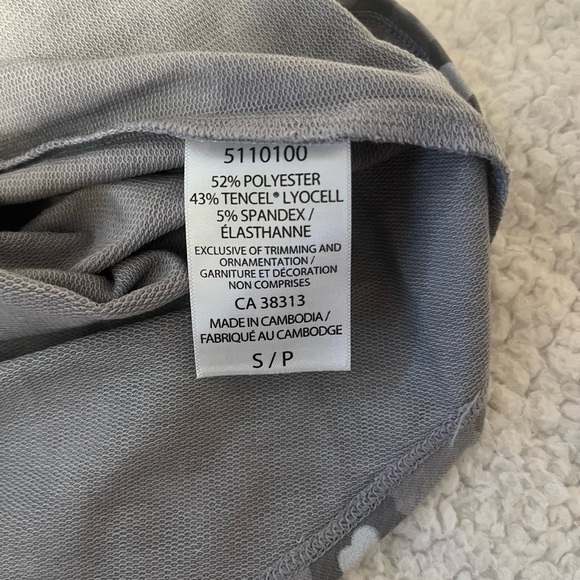 5110100
52% POLYESTER
43% TENCEL® LYOCELL
5% SPANDEX /
ÉLASTHANNE
EXCLUSIVE OF TRIMMING AND
ORNAMENTATION /
GARNITURE ET DÉCORATION
NON COMPRISES
CA 38313
MADE IN CAMBODIA /
FABRIQUÉ AU CAMBODGE
S / P